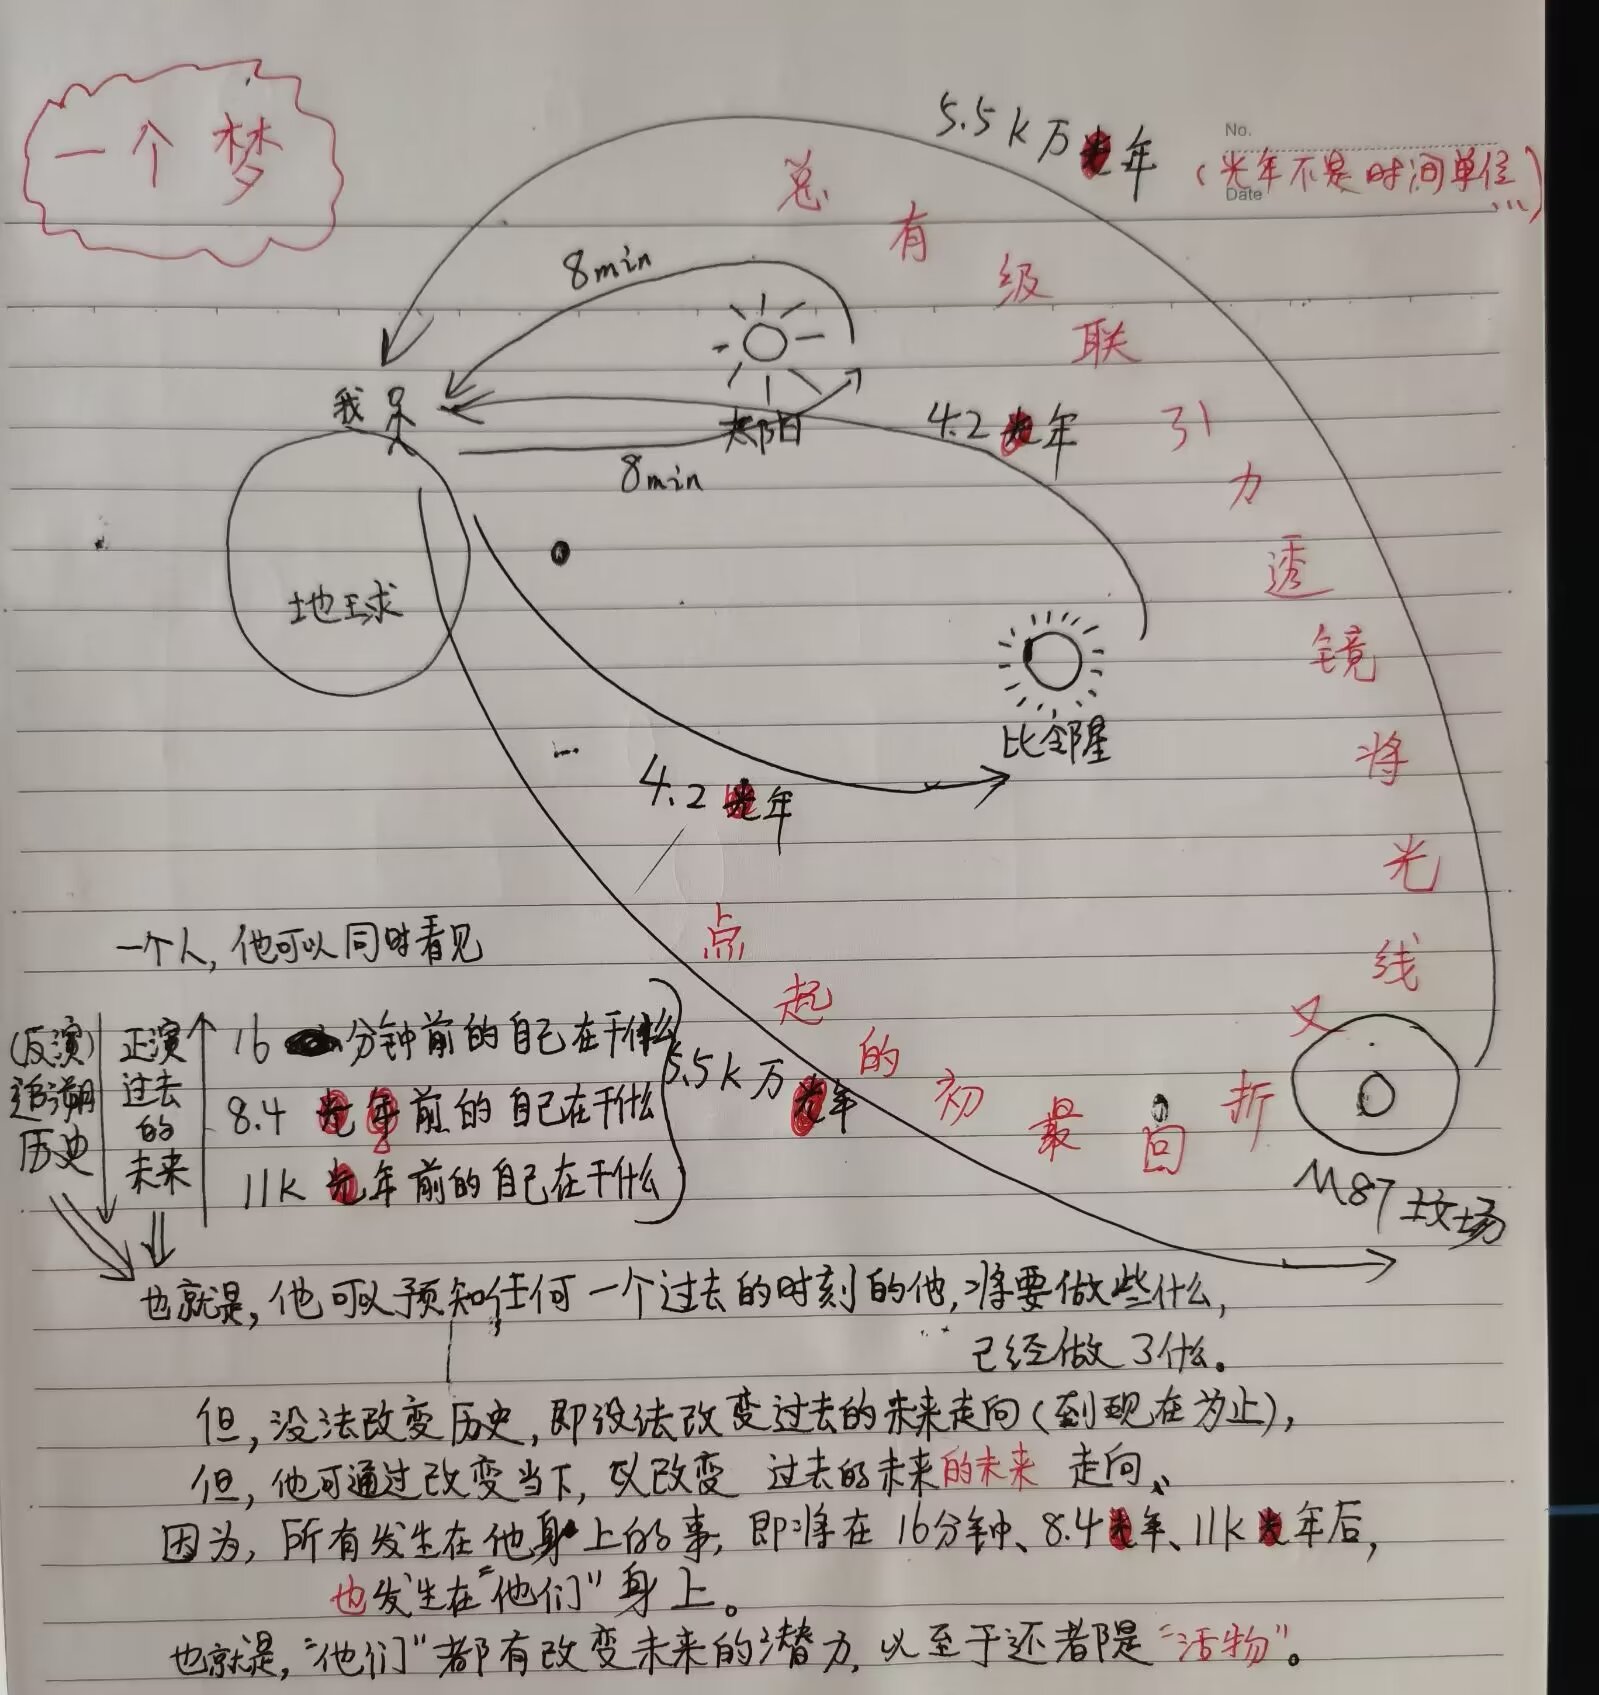 一个梦
5.5k万年
No.
Date
(光年不是时间单位...)
8min
我
太阳
8min
4.2年
总有级联引力透镜将光线又折回最初的起点
地球
比邻星
4.2年
一个人,他可以同时看见
(反演)追溯历史
正演过去的未来
16分钟前的自己在干什么
8.4年前的自己在干什么
11k年前的自己在干什么
5.5k万年
M87坟场
也就是,他可以预知任何一个过去的时刻的他,将要做些什么,
已经做了什么。
但,没法改变历史,即没法改变过去的未来走向(到现在为止),
但,他可通过改变当下,以改变 过去的未来的未来 走向、
因为,所有发生在他身上的事,即将在16分钟、8.4年、11k年后,
也发生在“他们”身上。
也就是,“他们”都有改变未来的潜力,以至于还都是“活物”。